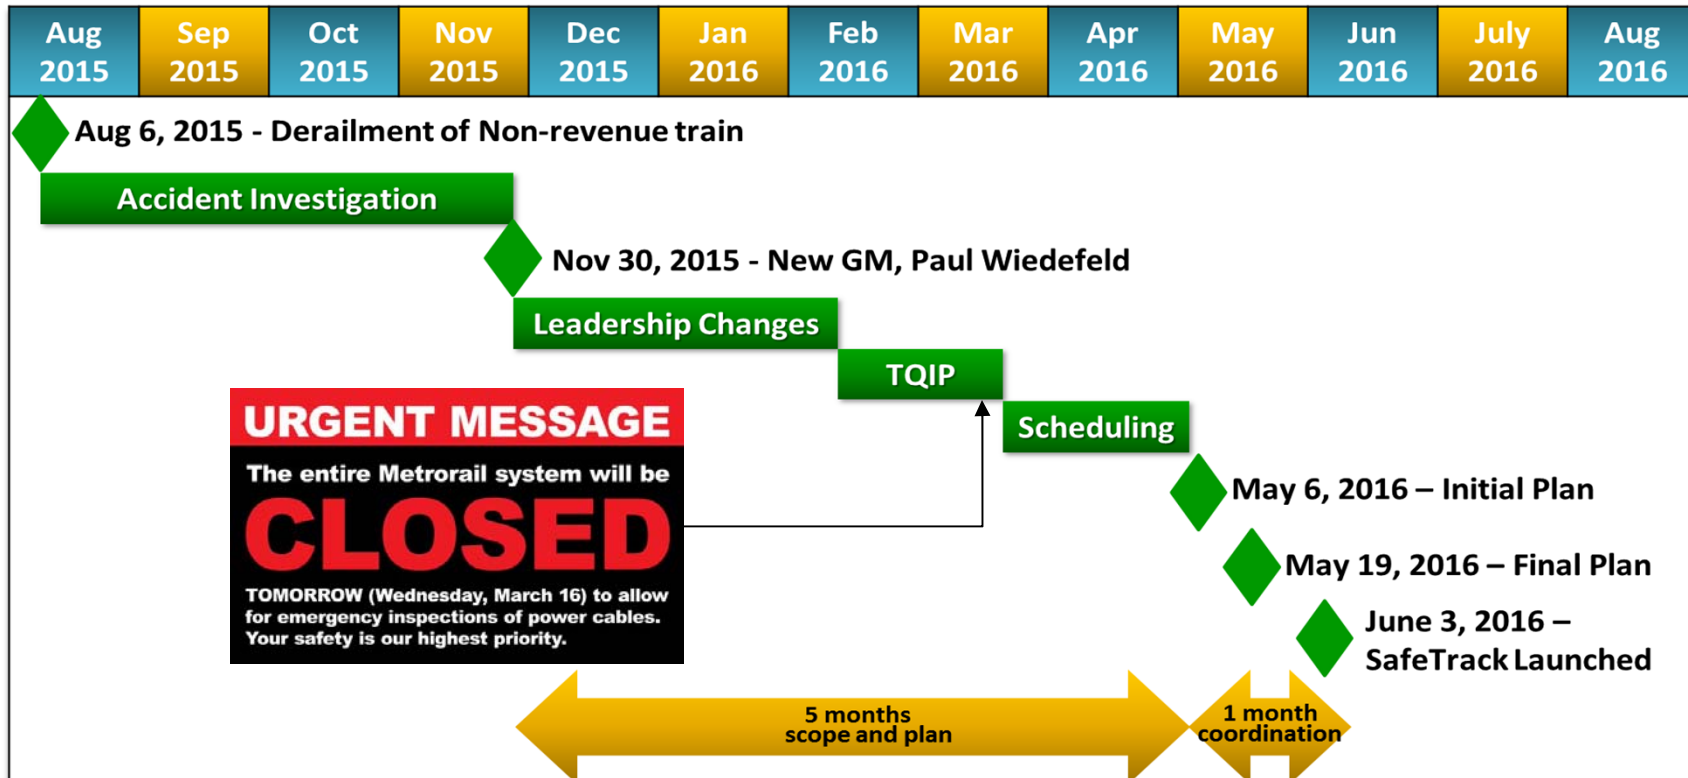 Aug Sep Oct Nov Dec Jan Feb Mar Apr May Jun July Aug
2015 2015 2015 2015 2015 2016 2016 2016 2016 2016 2016 2016 2016
Aug 6, 2015 - Derailment of Non-revenue train
Accident Investigation
Nov 30, 2015 - New GM, Paul Wiedefeld
Leadership Changes
TQIP
Scheduling
URGENT MESSAGE
The entire Metrorail system will be
CLOSED
TOMORROW (Wednesday, March 16) to allow
for emergency inspections of power cables.
Your safety is our highest priority.
May 6, 2016 – Initial Plan
May 19, 2016 – Final Plan
June 3, 2016 –
SafeTrack Launched
5 months
scope and plan
1 month
coordination